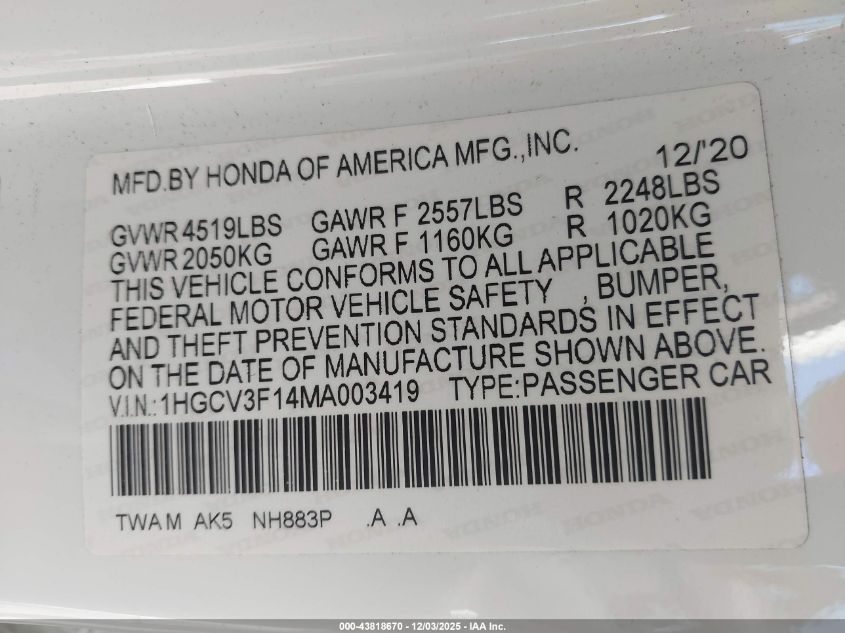 MFD.BY HONDA OF AMERICA MFG.,INC. 12/'20
GVWR 4519LBS GAWR F 2557LBS R 2248LBS
GVWR 2050KG GAWR F 1160KG R 1020KG
THIS VEHICLE CONFORMS TO ALL APPLICABLE
FEDERAL MOTOR VEHICLE SAFETY , BUMPER,
AND THEFT PREVENTION STANDARDS IN EFFECT
ON THE DATE OF MANUFACTURE SHOWN ABOVE.
V.I.N.:1HGCV3F14MA003419 TYPE:PASSENGER CAR
TWAM AK5 NH883P .A .A
000-43818670 - 12/03/2025 - IAA Inc.